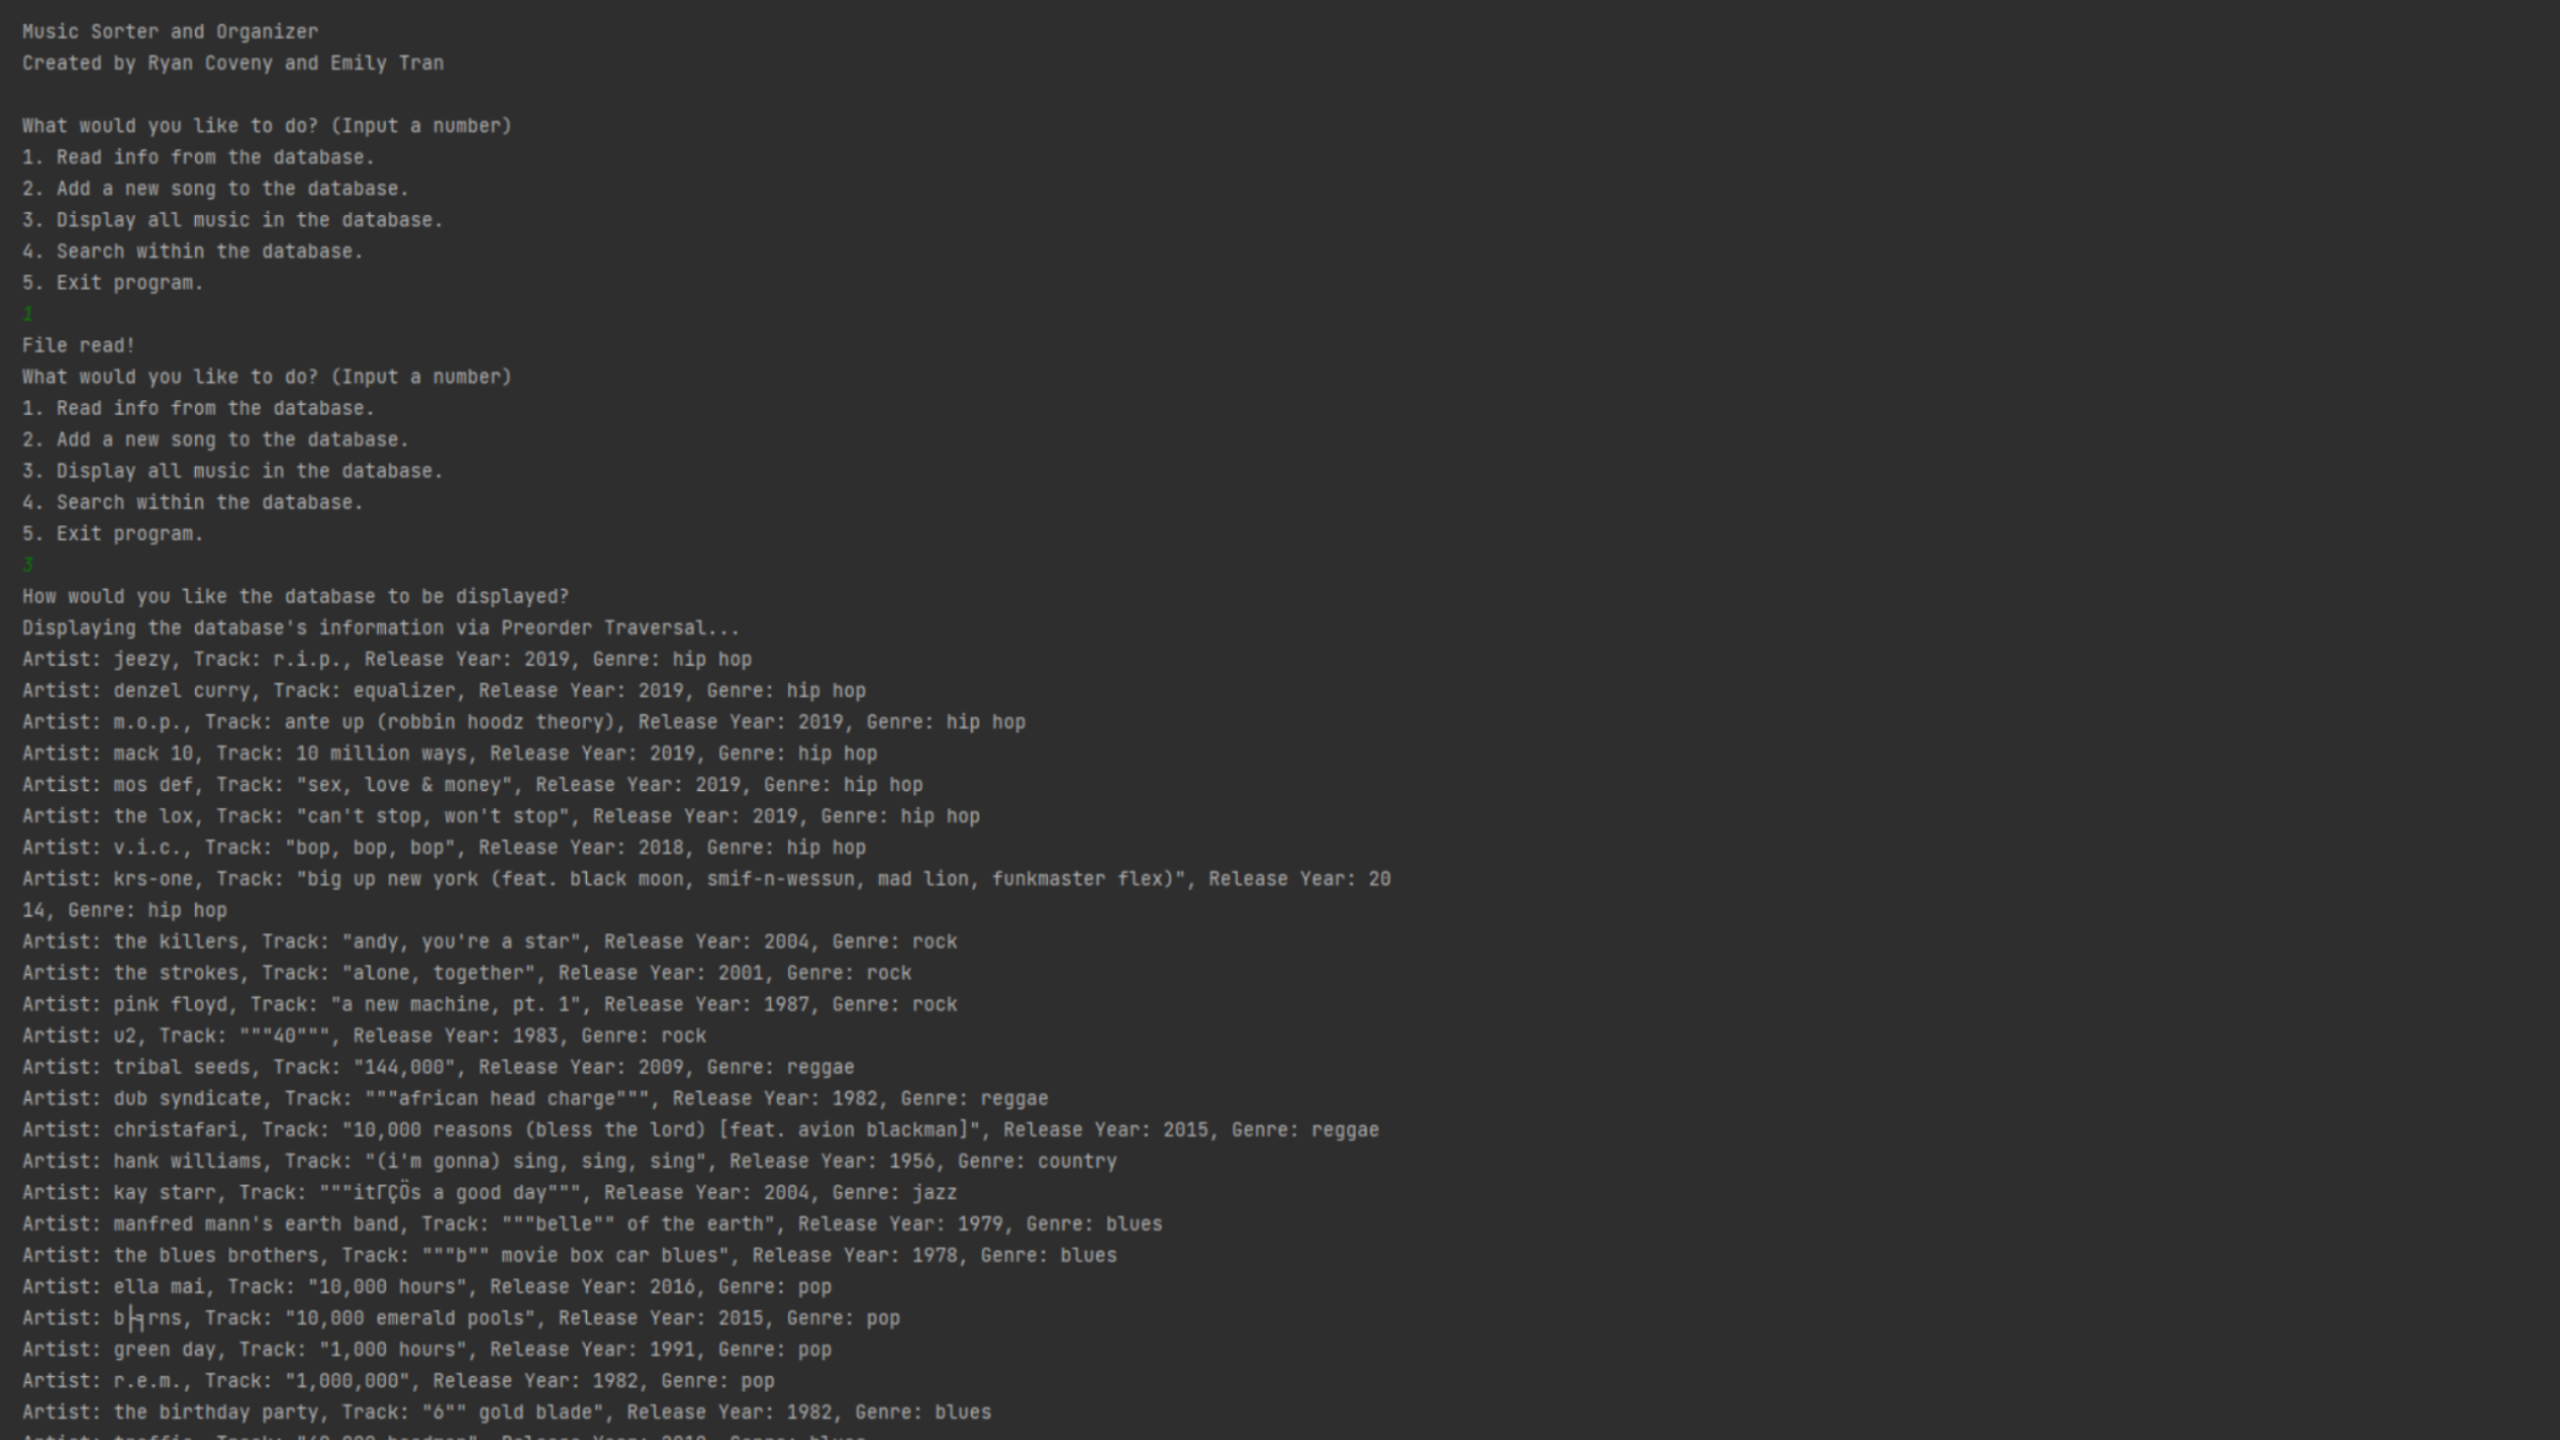 Music Sorter and Organizer
Created by Ryan Coveny and Emily Tran
What would you like to do? (Input a number)
1. Read info from the database.
2. Add a new song to the database.
3. Display all music in the database.
4. Search within the database.
5. Exit program.
1
File read!
What would you like to do? (Input a number)
1. Read info from the database.
2. Add a new song to the database.
3. Display all music in the database.
4. Search within the database.
5. Exit program.
3
How would you like the database to be displayed?
Displaying the database's information via Preorder Traversal...
Artist: jeezy, Track: r.i.p., Release Year: 2019, Genre: hip hop
Artist: denzel curry, Track: equalizer, Release Year: 2019, Genre: hip hop
Artist: m.o.p., Track: ante up (robbin hoodz theory), Release Year: 2019, Genre: hip hop
Artist: mack 10, Track: 10 million ways, Release Year: 2019, Genre: hip hop
Artist: mos def, Track: "sex, love & money", Release Year: 2019, Genre: hip hop
Artist: the lox, Track: "can't stop, won't stop", Release Year: 2019, Genre: hip hop
Artist: v.i.c., Track: "bop, bop, bop", Release Year: 2018, Genre: hip hop
Artist: krs-one, Track: "big up new york (feat. black moon, smif-n-wessun, mad lion, funkmaster flex)", Release Year: 20
14, Genre: hip hop
Artist: the killers, Track: "andy, you're a star", Release Year: 2004, Genre: rock
Artist: the strokes, Track: "alone, together", Release Year: 2001, Genre: rock
Artist: pink floyd, Track: "a new machine, pt. 1", Release Year: 1987, Genre: rock
Artist: u2, Track: """40""", Release Year: 1983, Genre: rock
Artist: tribal seeds, Track: "144,000", Release Year: 2009, Genre: reggae
Artist: dub syndicate, Track: """african head charge""", Release Year: 1982, Genre: reggae
Artist: christafari, Track: "10,000 reasons (bless the lord) [feat. avion blackman]", Release Year: 2015, Genre: reggae
Artist: hank williams, Track: "(i'm gonna) sing, sing, sing", Release Year: 1956, Genre: country
Artist: kay starr, Track: """itΓÇÖs a good day""", Release Year: 2004, Genre: jazz
Artist: manfred mann's earth band, Track: """belle"" of the earth", Release Year: 1979, Genre: blues
Artist: the blues brothers, Track: """b"" movie box car blues", Release Year: 1978, Genre: blues
Artist: ella mai, Track: "10,000 hours", Release Year: 2016, Genre: pop
Artist: b├╕rns, Track: "10,000 emerald pools", Release Year: 2015, Genre: pop
Artist: green day, Track: "1,000 hours", Release Year: 1991, Genre: pop
Artist: r.e.m., Track: "1,000,000", Release Year: 1982, Genre: pop
Artist: the birthday party, Track: "6"" gold blade", Release Year: 1982, Genre: blues